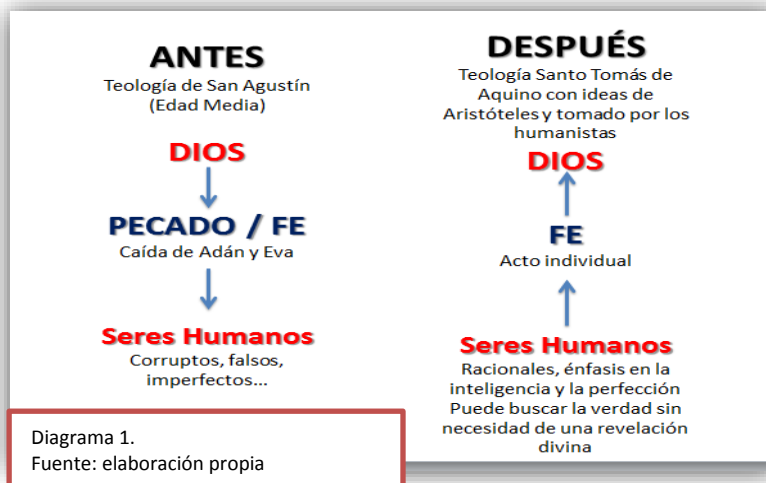 ANTES
Teología de San Agustín
(Edad Media)
DIOS
PECADO / FE
Caída de Adán y Eva
Seres Humanos
Corruptos, falsos,
imperfectos...
DESPUÉS
Teología Santo Tomás de
Aquino con ideas de
Aristóteles y tomado por los
humanistas
DIOS
FE
Acto individual
Seres Humanos
Racionales, énfasis en la
inteligencia y la perfección
Puede buscar la verdad sin
necesidad de una revelación
divina
Diagrama 1.
Fuente: elaboración propia